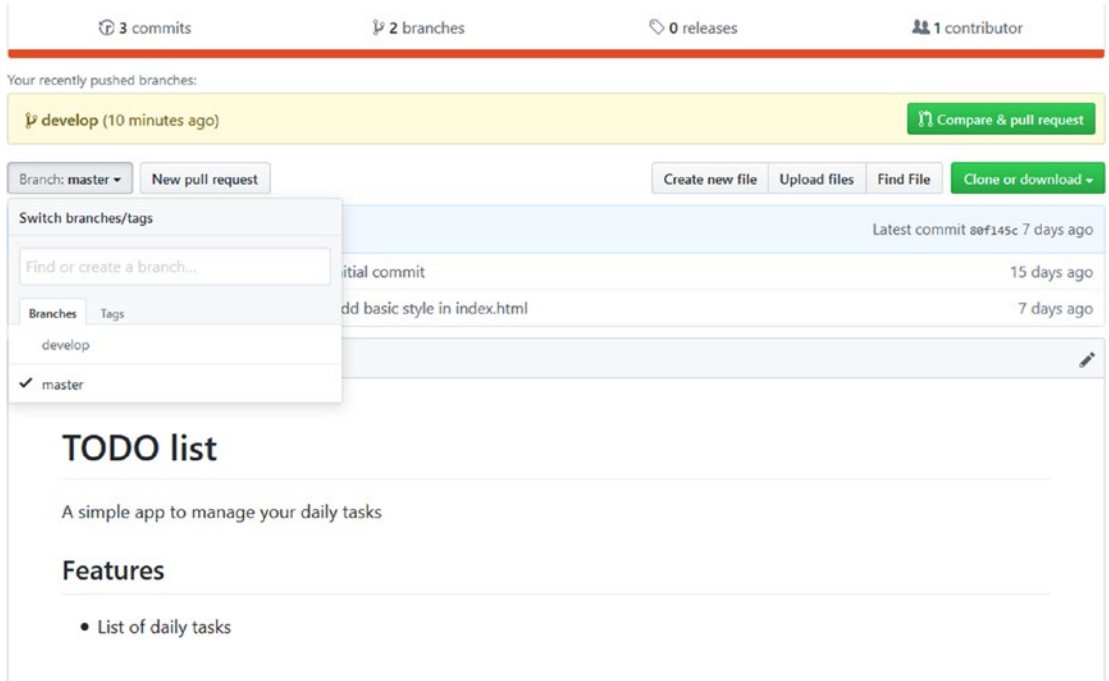 3 commits 2 branches 0 releases 1 contributor
Your recently pushed branches:
develop (10 minutes ago) Compare & pull request
Branch: master New pull request Create new file Upload files Find File Clone or download
Switch branches/tags
Latest commit 80f145c 7 days ago
Find or create a branch...
itial commit 15 days ago
Branches Tags
dd basic style in index.html 7 days ago
develop
master
TODO list
A simple app to manage your daily tasks
Features
• List of daily tasks